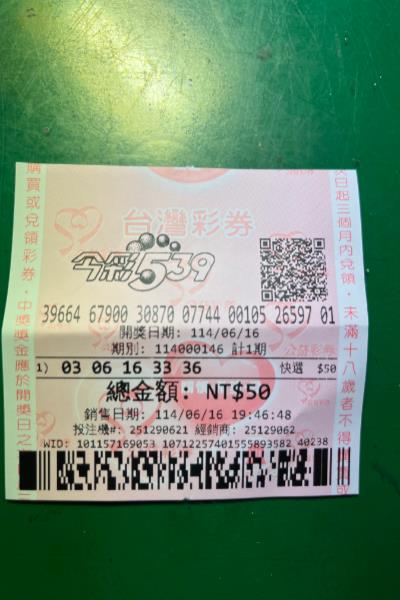 台灣彩券
今彩539
39664 67900 30870 07744 00105 26597 01
開獎日期: 114/06/16
期別: 114000146 計1期
1) 03 06 16 33 36 快選 $50
總金額: NT$50
銷售日期: 114/06/16 19:46:48
投注機#: 251290621 經銷商: 25129062
WID: 101157169053 10712257401555893582 40238
購買或兌領彩券。中獎獎金應於開獎日之
次日起三個月內兌領。未滿十八歲者不得購買或